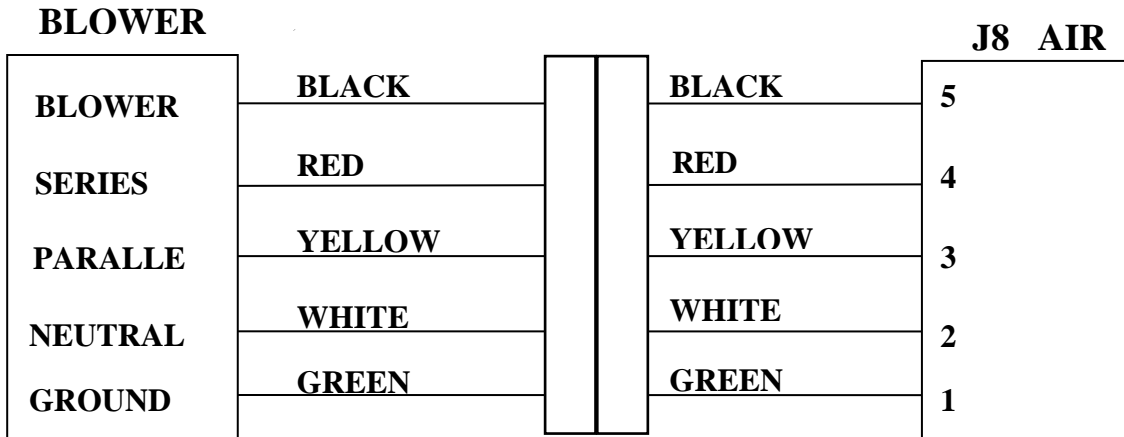 BLOWER
J8 AIR
BLOWER BLACK BLACK 5
SERIES RED RED 4
PARALLE YELLOW YELLOW 3
NEUTRAL WHITE WHITE 2
GROUND GREEN GREEN 1